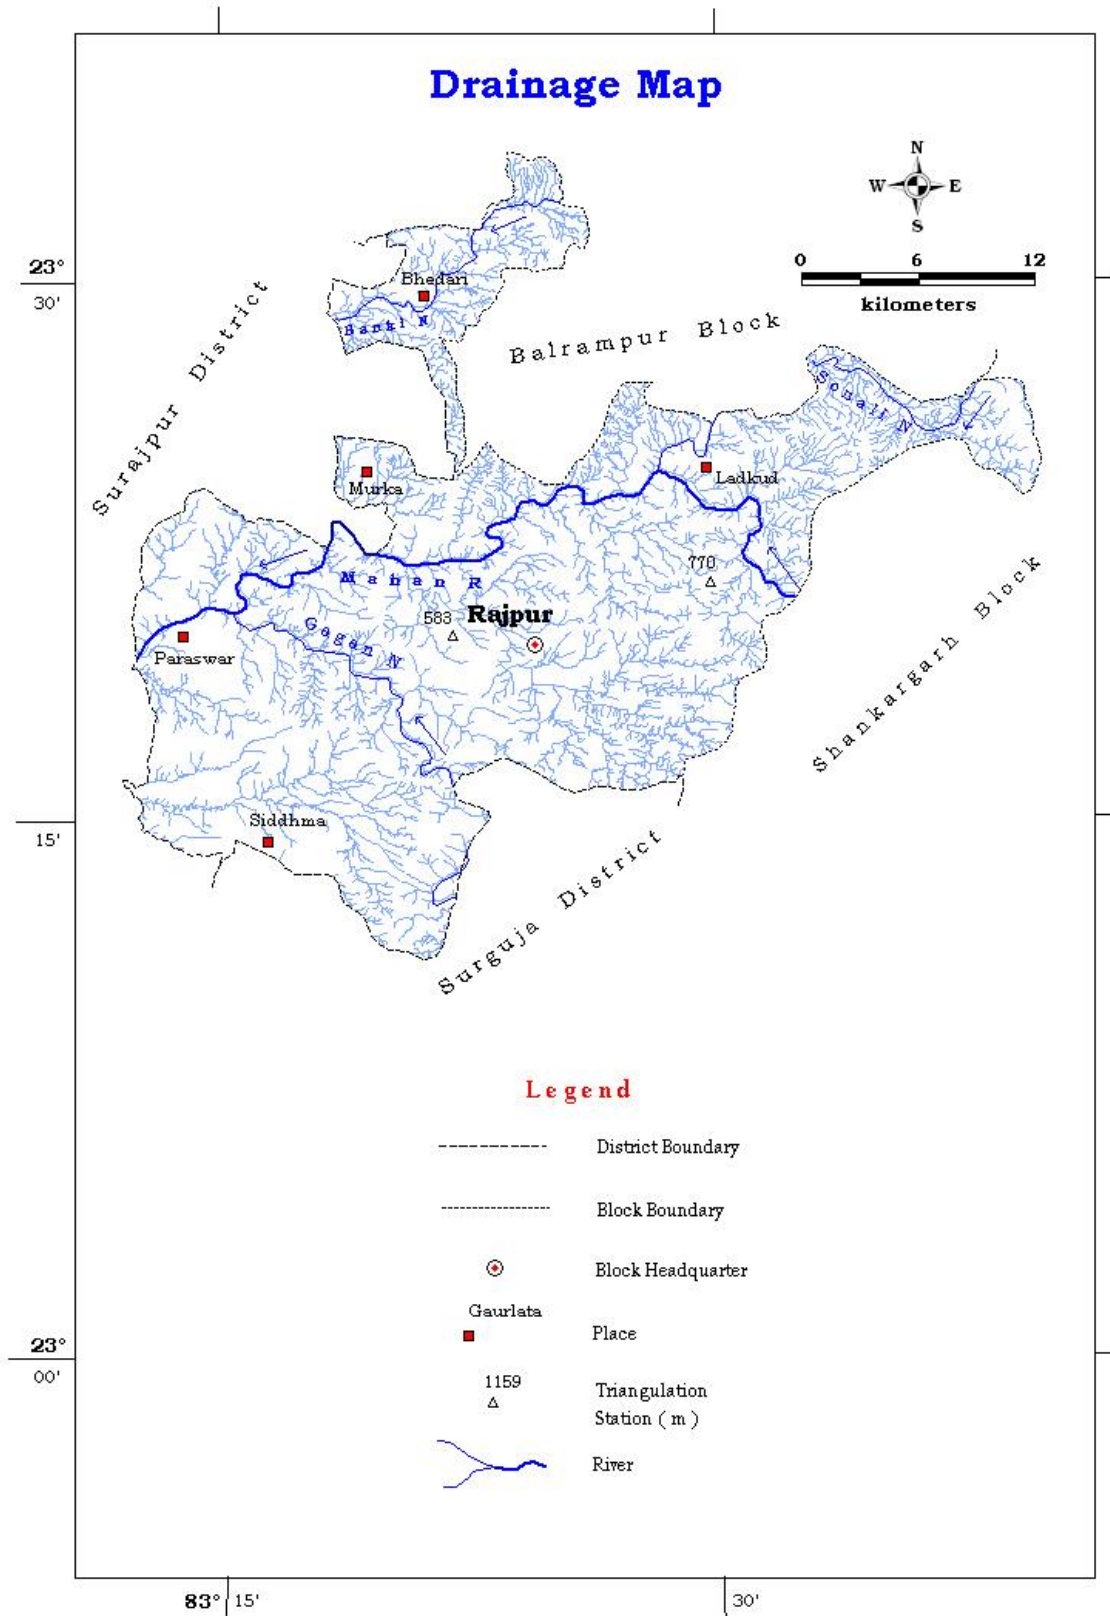 Drainage Map
N
W E
S
0 6 12
kilometers
23°
30'
Bhedari
Banki N
Surajpur District
Balrampur Block
Sonali N
Ladkud
Murka
770
Mahan R
583 Rajpur
Gagan N
Paraswar
Shankargarh Block
15'
Siddhma
Surguja District
Legend
District Boundary
Block Boundary
Block Headquarter
Gaurlata
Place
23°
00'
1159
Triangulation
Station ( m )
River
83° 15' 30'